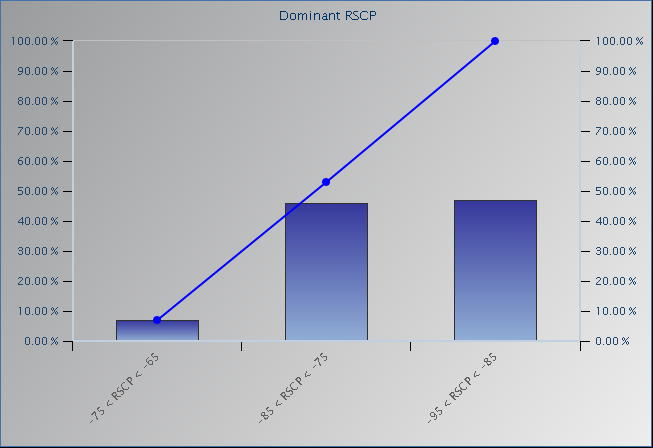 Dominant RSCP
100.00 % 100.00 %
90.00 % 90.00 %
80.00 % 80.00 %
70.00 % 70.00 %
60.00 % 60.00 %
50.00 % 50.00 %
40.00 % 40.00 %
30.00 % 30.00 %
20.00 % 20.00 %
10.00 % 10.00 %
0.00 % 0.00 %
-75 < RSCP < -65
-85 < RSCP < -75
-95 < RSCP < -85